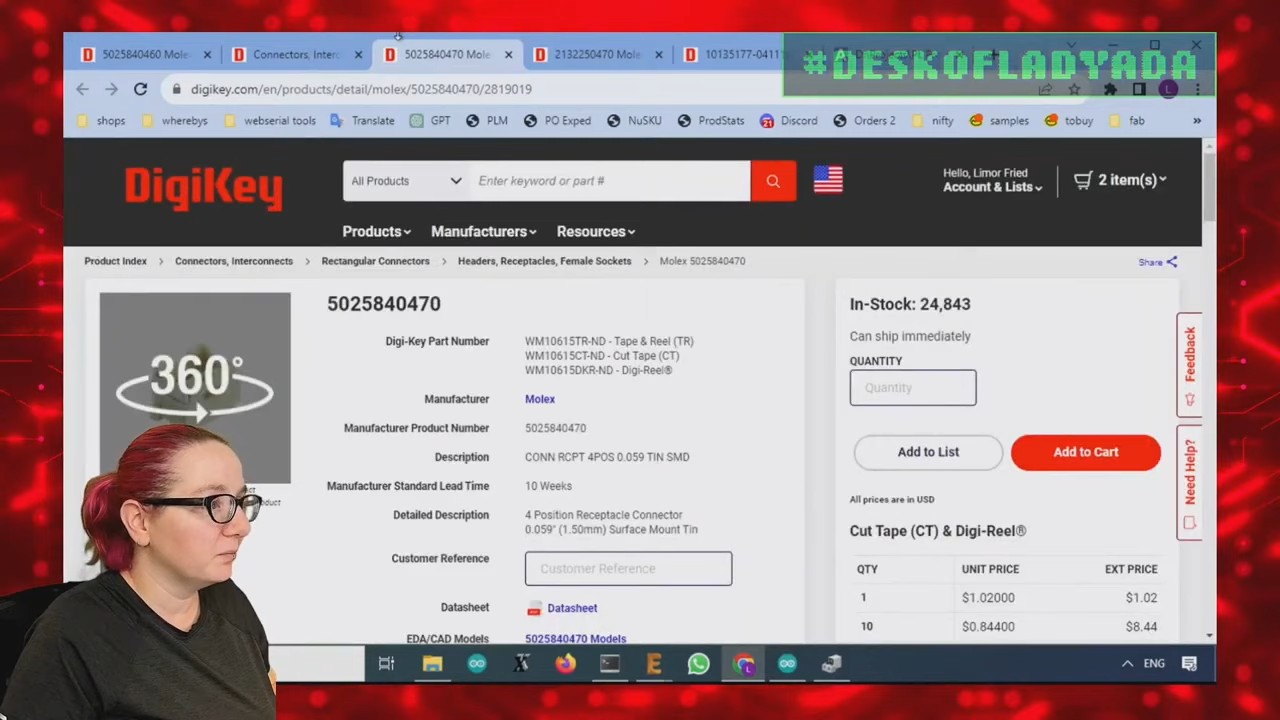 5025840460 Mole
Connectors, Interc
5025840470 Mole
2132250470 Mole
10135177-0411
#DESKOFLADYADA
digikey.com/en/products/detail/molex/5025840470/2819019
shops
wherebys
webserial tools
Translate
GPT
PLM
PO Exped
NuSKU
ProdStats
21
Discord
Orders 2
nifty
samples
tobuy
fab
»
DigiKey
All Products
Enter keyword or part #
Hello, Limor Fried
Account & Lists
2 item(s)
Products
Manufacturers
Resources
Product Index > Connectors, Interconnects > Rectangular Connectors > Headers, Receptacles, Female Sockets > Molex 5025840470
Share
360°
5025840470
Digi-Key Part Number
WM10615TR-ND - Tape & Reel (TR)
WM10615CT-ND - Cut Tape (CT)
WM10615DKR-ND - Digi-Reel®
Manufacturer
Molex
Manufacturer Product Number
5025840470
Description
CONN RCPT 4POS 0.059 TIN SMD
Manufacturer Standard Lead Time
10 Weeks
Detailed Description
4 Position Receptacle Connector
0.059" (1.50mm) Surface Mount Tin
Customer Reference
Customer Reference
Datasheet
Datasheet
EDA/CAD Models
5025840470 Models
In-Stock: 24,843
Can ship immediately
QUANTITY
Quantity
Add to List
Add to Cart
All prices are in USD
Cut Tape (CT) & Digi-Reel®
QTY UNIT PRICE EXT PRICE
1 $1.02000 $1.02
10 $0.84400 $8.44
Feedback
Need Help?
ENG